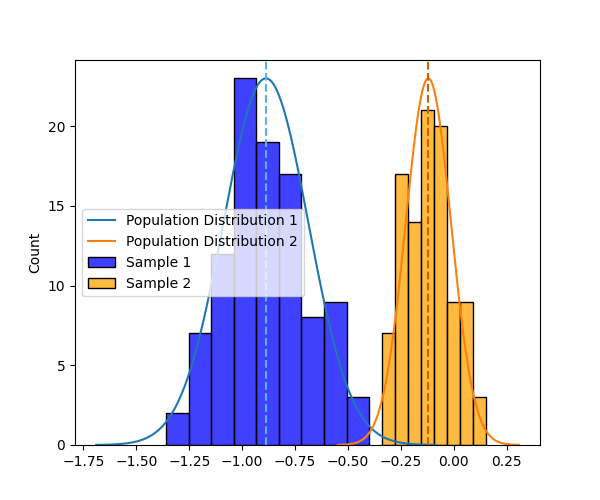 Count
20
15
10
5
0
Population Distribution 1
Population Distribution 2
Sample 1
Sample 2
−1.75 −1.50 −1.25 −1.00 −0.75 −0.50 −0.25 0.00 0.25